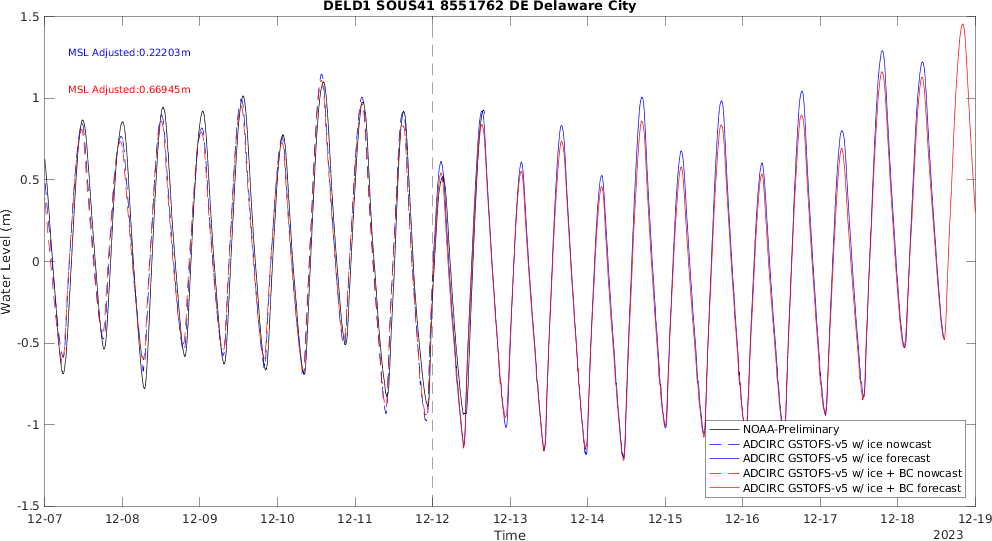 DELD1 SOUS41 8551762 DE Delaware City
1.5
MSL Adjusted:0.22203m
1
MSL Adjusted:0.66945m
0.5
Water Level (m)
0
-0.5
-1
NOAA-Preliminary
ADCIRC GSTOFS-v5 w/ ice nowcast
ADCIRC GSTOFS-v5 w/ ice forecast
ADCIRC GSTOFS-v5 w/ ice + BC nowcast
ADCIRC GSTOFS-v5 w/ ice + BC forecast
-1.5
12-07 12-08 12-09 12-10 12-11 12-12 12-13 12-14 12-15 12-16 12-17 12-18 12-19
Time
2023